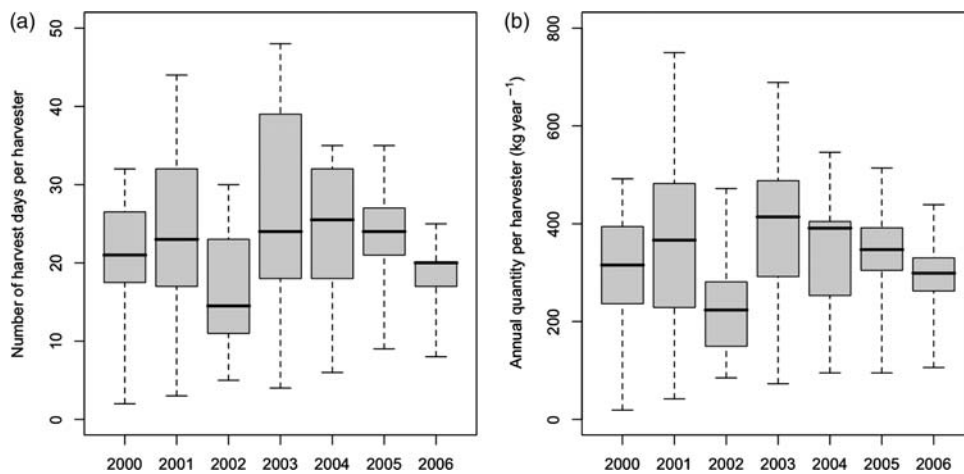 (a)
Number of harvest days per harvester
50
40
30
20
10
0
2000 2001 2002 2003 2004 2005 2006
(b)
Annual quantity per harvester (kg year −1)
800
600
400
200
0
2000 2001 2002 2003 2004 2005 2006